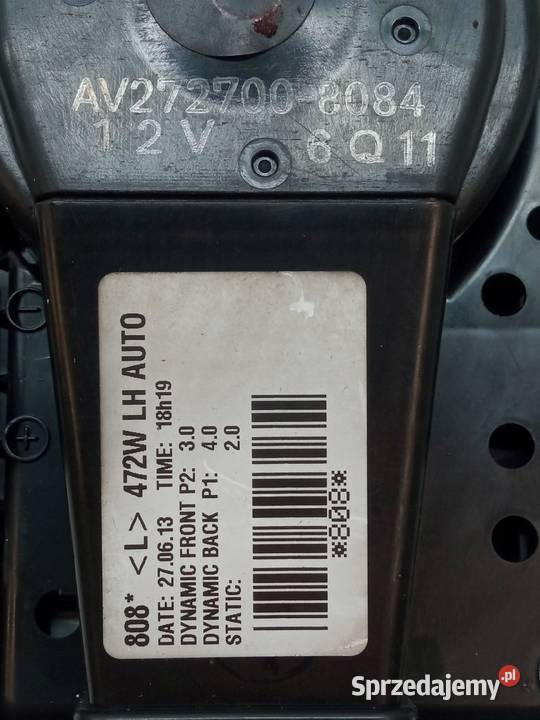 AV272700-8084
12V 6Q11
808* <L> 472W LH AUTO
DATE: 27.06.13 TIME: 18h19
DYNAMIC FRONT P2: 3.0
DYNAMIC BACK P1: 4.0
STATIC: 2.0
*808*
Sprzedajemy.pl